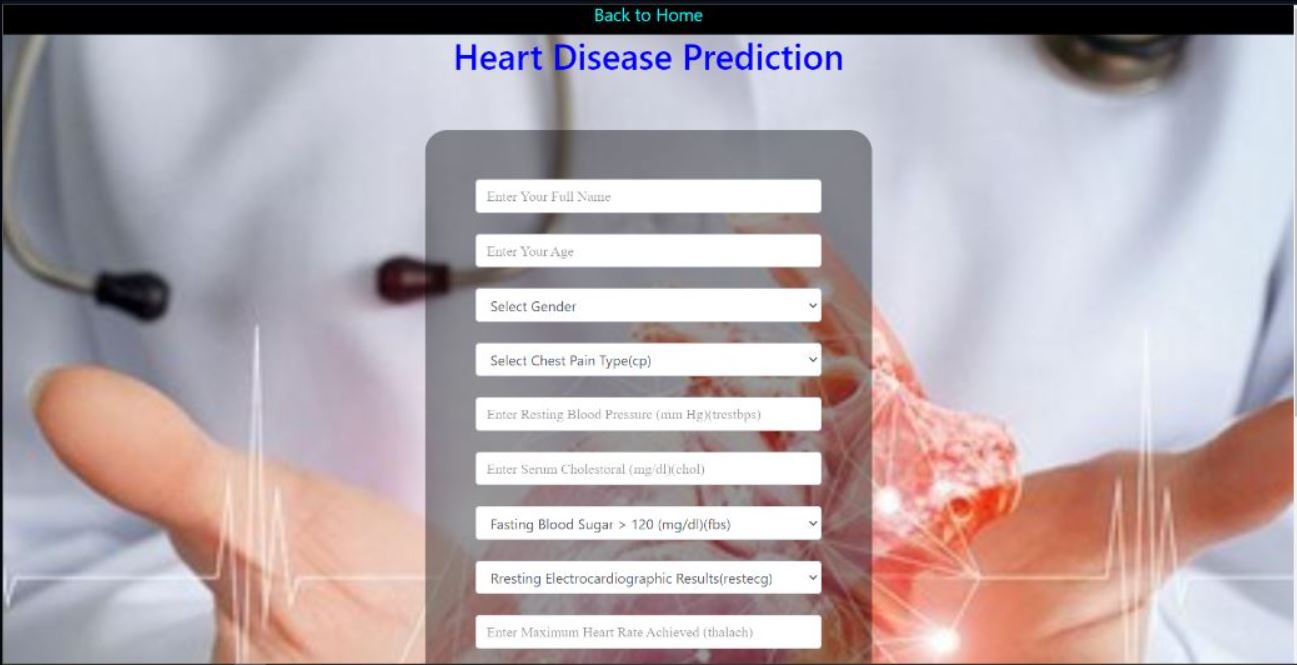 Back to Home
Heart Disease Prediction
Enter Your Full Name
Enter Your Age
Select Gender
Select Chest Pain Type(cp)
Enter Resting Blood Pressure (mm Hg)(trestbps)
Enter Serum Cholestoral (mg/dl)(chol)
Fasting Blood Sugar > 120 (mg/dl)(fbs)
Rresting Electrocardiographic Results(restecg)
Enter Maximum Heart Rate Achieved (thalach)